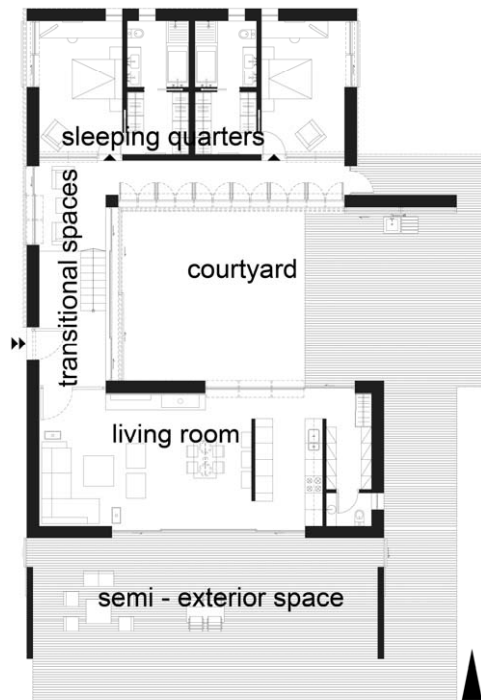 sleeping quarters
transitional spaces
courtyard
living room
semi - exterior space